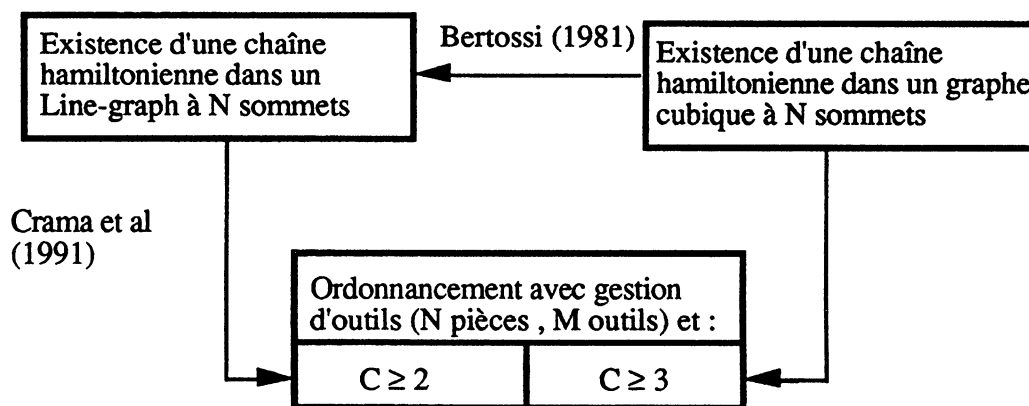 Existence d'une chaîne
hamiltonienne dans un
Line-graph à N sommets
Bertossi (1981)
Existence d'une chaîne
hamiltonienne dans un graphe
cubique à N sommets
Crama et al
(1991)
Ordonnancement avec gestion
d'outils (N pièces , M outils) et :
C ≥ 2
C ≥ 3